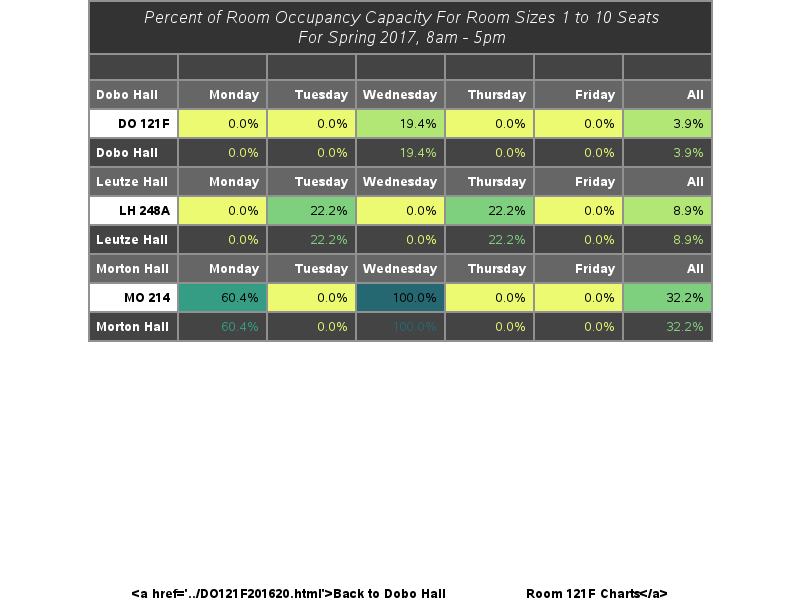 Percent of Room Occupancy Capacity For Room Sizes 1 to 10 Seats
For Spring 2017, 8am - 5pm
Dobo Hall Monday Tuesday Wednesday Thursday Friday All
DO 121F 0.0% 0.0% 19.4% 0.0% 0.0% 3.9%
Dobo Hall 0.0% 0.0% 19.4% 0.0% 0.0% 3.9%
Leutze Hall Monday Tuesday Wednesday Thursday Friday All
LH 248A 0.0% 22.2% 0.0% 22.2% 0.0% 8.9%
Leutze Hall 0.0% 22.2% 0.0% 22.2% 0.0% 8.9%
Morton Hall Monday Tuesday Wednesday Thursday Friday All
MO 214 60.4% 0.0% 100.0% 0.0% 0.0% 32.2%
Morton Hall 60.4% 0.0% 100.0% 0.0% 0.0% 32.2%
<a href='../DO121F201620.html'>Back to Dobo Hall Room 121F Charts</a>